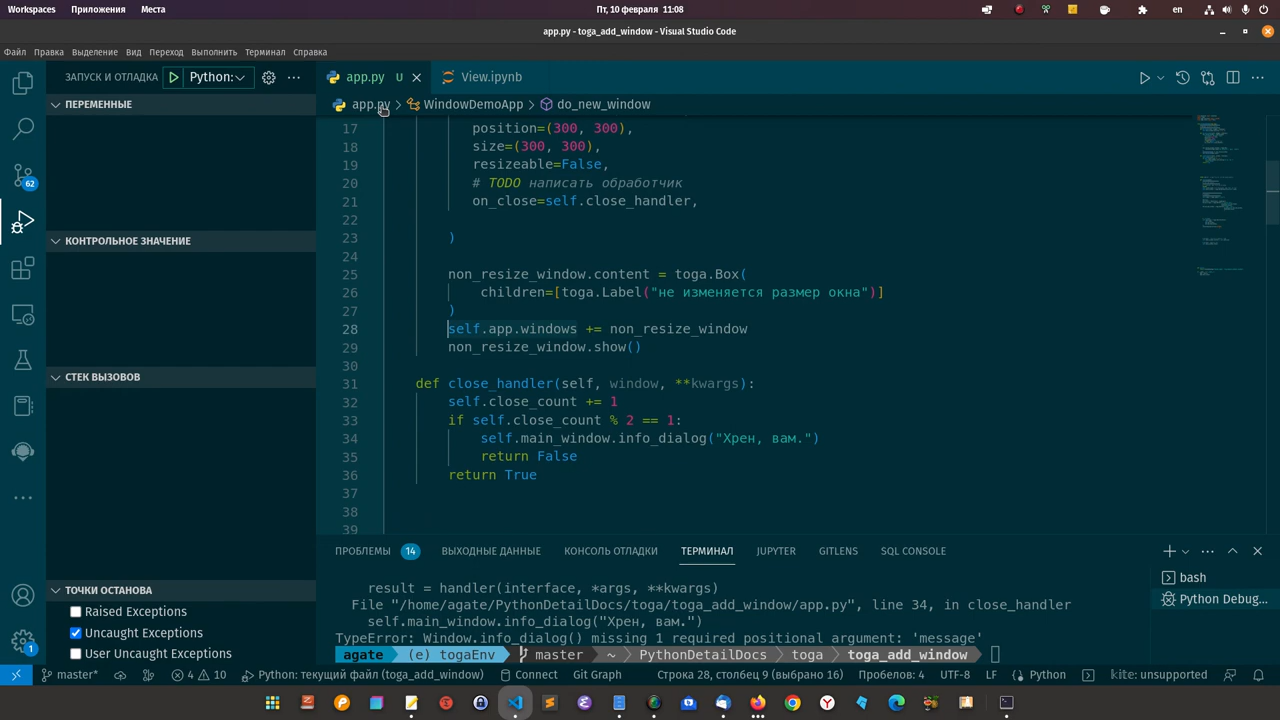 Activities Приложения Места
Пт, 10 февраля 11:08
en
app.py - toga_add_window - Visual Studio Code
Файл Правка Выделение Вид Переход Выполнить Терминал Справка
ЗАПУСК И ОТЛАДКА Python:
app.py U
View.ipynb
ПЕРЕМЕННЫЕ
app.py WindowDemoApp do_new_window
17 position=(300, 300),
18 size=(300, 300),
19 resizeable=False,
20 # TODO написать обработчик
21 on_close=self.close_handler,
22
23 )
24
25 non_resize_window.content = toga.Box(
26 children=[toga.Label("не изменяется размер окна")]
27 )
28 self.app.windows += non_resize_window
29 non_resize_window.show()
30
31 def close_handler(self, window, **kwargs):
32 self.close_count += 1
33 if self.close_count % 2 == 1:
34 self.main_window.info_dialog("Хрен, вам.")
35 return False
36 return True
37
38
39
62
КОНТРОЛЬНОЕ ЗНАЧЕНИЕ
СТЕК ВЫЗОВОВ
ТОЧКИ ОСТАНОВА
Raised Exceptions
Uncaught Exceptions
User Uncaught Exceptions
1
ПРОБЛЕМЫ 14 ВЫХОДНЫЕ ДАННЫЕ КОНСОЛЬ ОТЛАДКИ ТЕРМИНАЛ JUPYTER GITLENS SQL CONSOLE
result = handler(interface, *args, **kwargs)
File "/home/agate/PythonDetailDocs/toga/toga_add_window/app.py", line 34, in close_handler
self.main_window.info_dialog("Хрен, вам.")
TypeError: Window.info_dialog() missing 1 required positional argument: 'message'
agate (e) togaEnv master ~ PythonDetailDocs toga toga_add_window
bash
Python Debug...
master* 4 10 Python: текущий файл (toga_add_window) Connect Git Graph Строка 28, столбец 9 (выбрано 16) Пробелов: 4 UTF-8 LF Python kite: unsupported